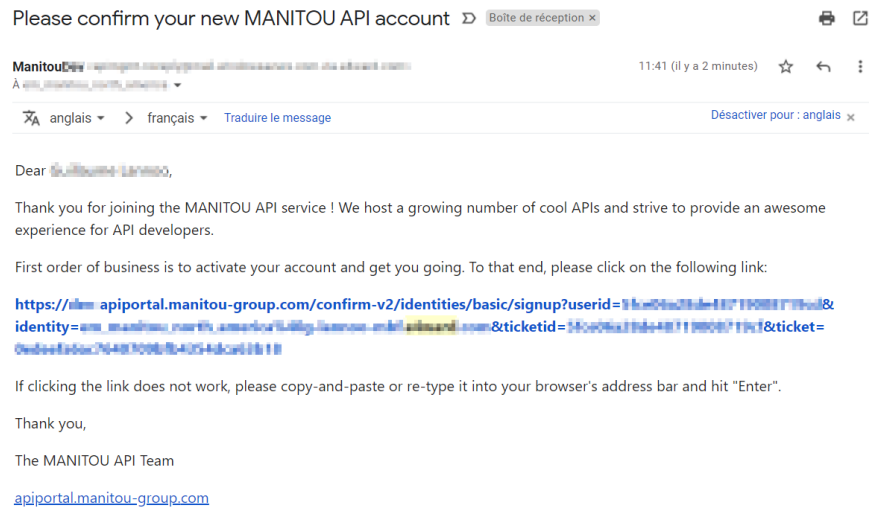 Please confirm your new MANITOU API account Boîte de réception ×
Manitou 11:41 (il y a 2 minutes)
À
anglais > français Traduire le message Désactiver pour : anglais ×
Dear ,
Thank you for joining the MANITOU API service ! We host a growing number of cool APIs and strive to provide an awesome
experience for API developers.
First order of business is to activate your account and get you going. To that end, please click on the following link:
https:// apiportal.manitou-group.com/confirm-v2/identities/basic/signup?userid= &
identity= &ticketid= &ticket=
If clicking the link does not work, please copy-and-paste or re-type it into your browser's address bar and hit "Enter".
Thank you,
The MANITOU API Team
apiportal.manitou-group.com